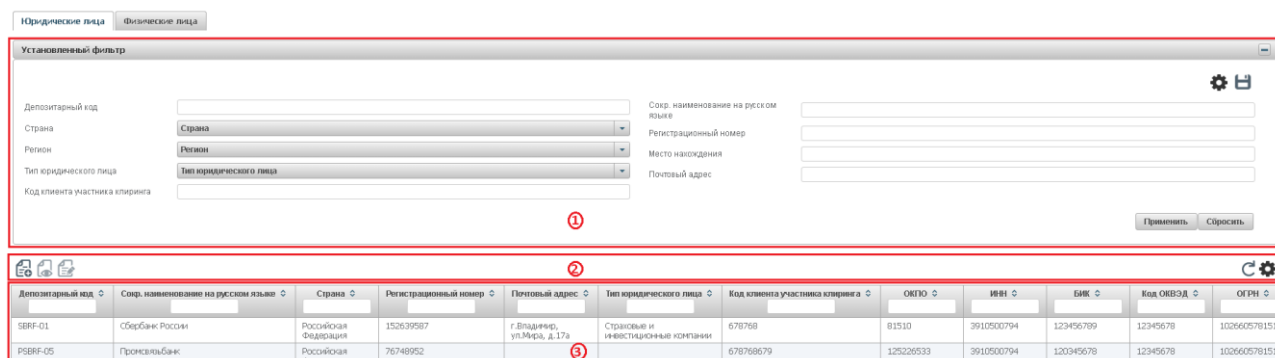 Юридические лица Физические лица
Установленный фильтр
Депозитарный код
Сокр. наименование на русском языке
Страна Страна
Регистрационный номер
Регион Регион
Место нахождения
Тип юридического лица Тип юридического лица
Почтовый адрес
Код клиента участника клиринга
1
Применить Сбросить
2
Депозитарный код Сокр. наименование на русском языке Страна Регистрационный номер Почтовый адрес Тип юридического лица Код клиента участника клиринга ОКПО ИНН БИК Код ОКВЭД ОГРН
SBRF-01 Сбербанк России Российская Федерация 152639587 г.Владимир, ул.Мира, д.17а Страховые и инвестиционные компании 678768 81510 3910500794 123456789 12345678 102660578151
PSBRF-05 Промсвязьбанк Российская 76748952 3 678768679 125226533 3910500794 120345678 12345678 102660578151